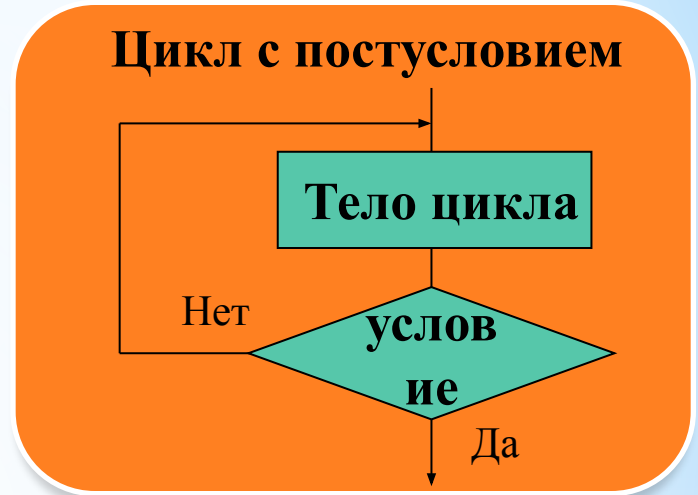 Цикл с постусловием
Тело цикла
Нет
услов
ие
Да